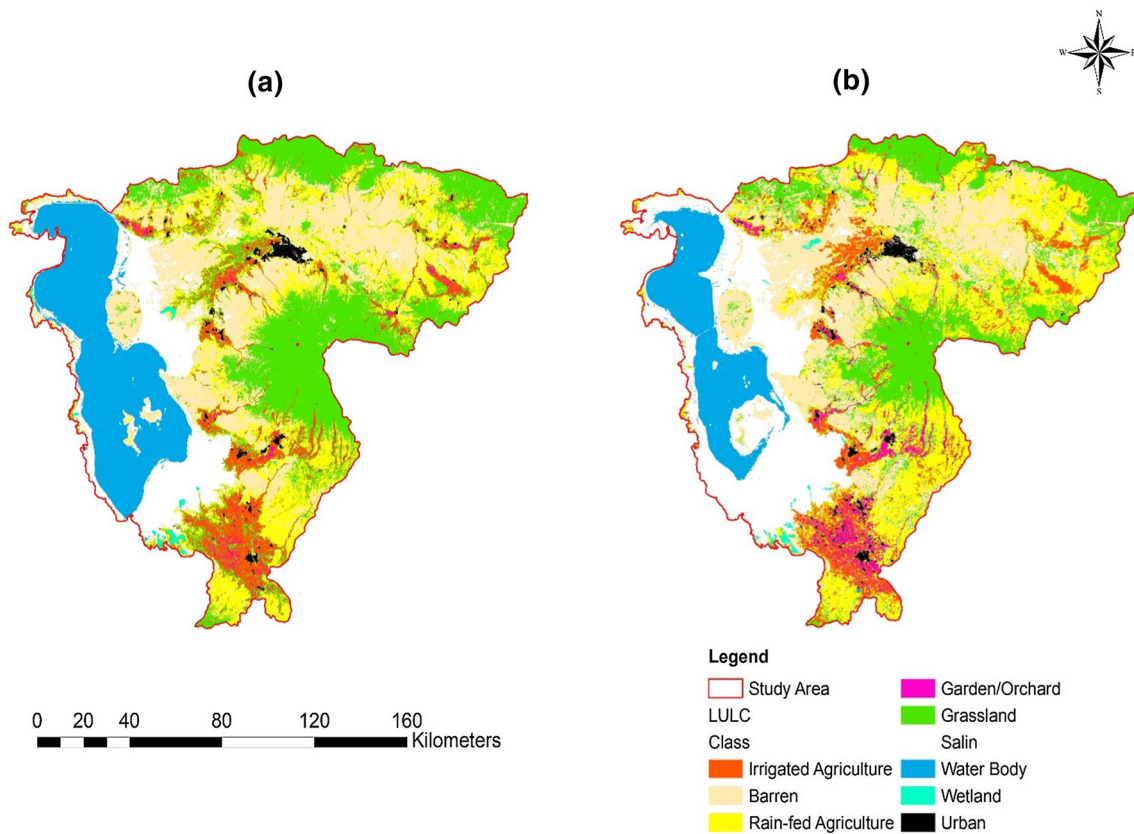 N
W E
S
(a)
(b)
0 20 40 80 120 160
Kilometers
Legend
Study Area
LULC
Class
Irrigated Agriculture
Barren
Rain-fed Agriculture
Garden/Orchard
Grassland
Salin
Water Body
Wetland
Urban